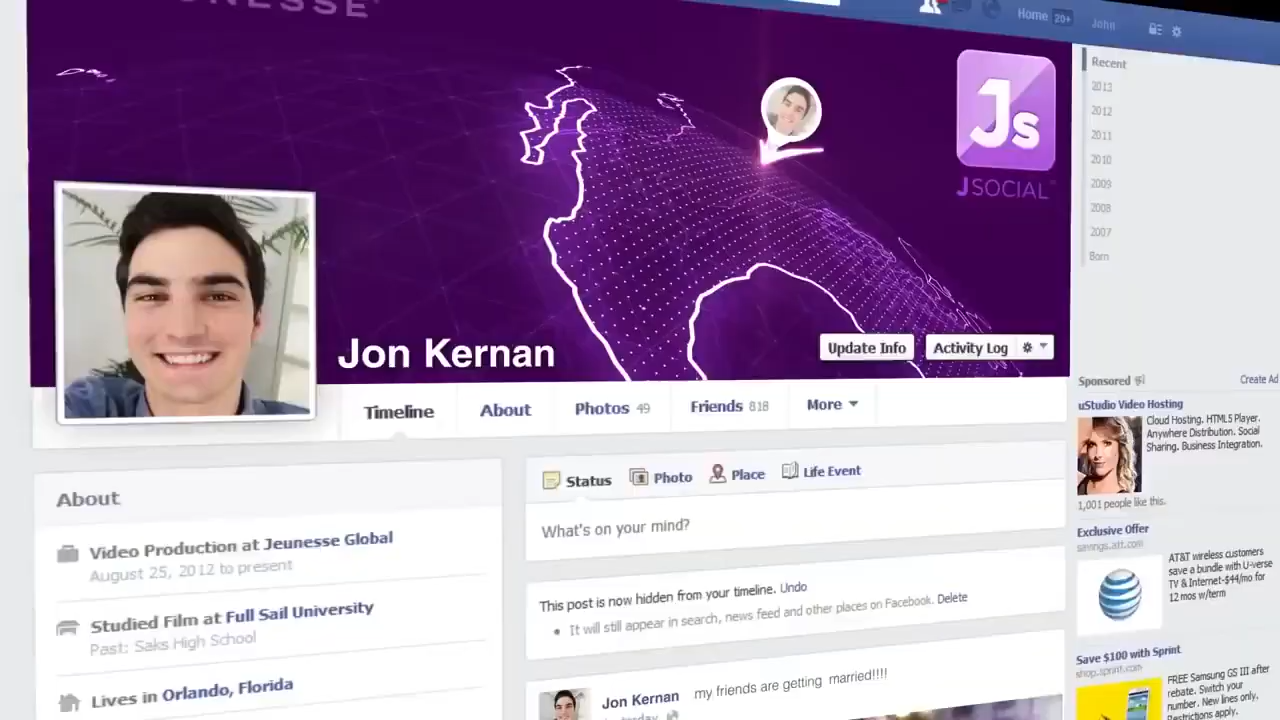 Home 20+ John
JSOCIAL
Js
Jon Kernan
Update Info
Activity Log
Timeline
About
Photos 49
Friends 818
More
Recent
2013
2012
2011
2010
2009
2008
2007
Born
About
Video Production at Jeunesse Global
August 25, 2012 to present
Studied Film at Full Sail University
Past: Saks High School
Lives in Orlando, Florida
Status
Photo
Place
Life Event
What's on your mind?
This post is now hidden from your timeline. Undo
• It will still appear in search, news feed and other places on Facebook. Delete
Jon Kernan my friends are getting married!!!!
Sponsored
Create Ad
uStudio Video Hosting
Cloud Hosting. HTML5 Player.
Anywhere Distribution. Social
Sharing. Business Integration.
1,001 people like this.
Exclusive Offer
savings.att.com
AT&T wireless customers
save a bundle with U-verse
TV & Internet-$44/mo for
12 mos w/term
Save $100 with Sprint
shop.sprint.com
FREE Samsung GS III after
rebate. Switch your
number. New lines only.
Restrictions apply.